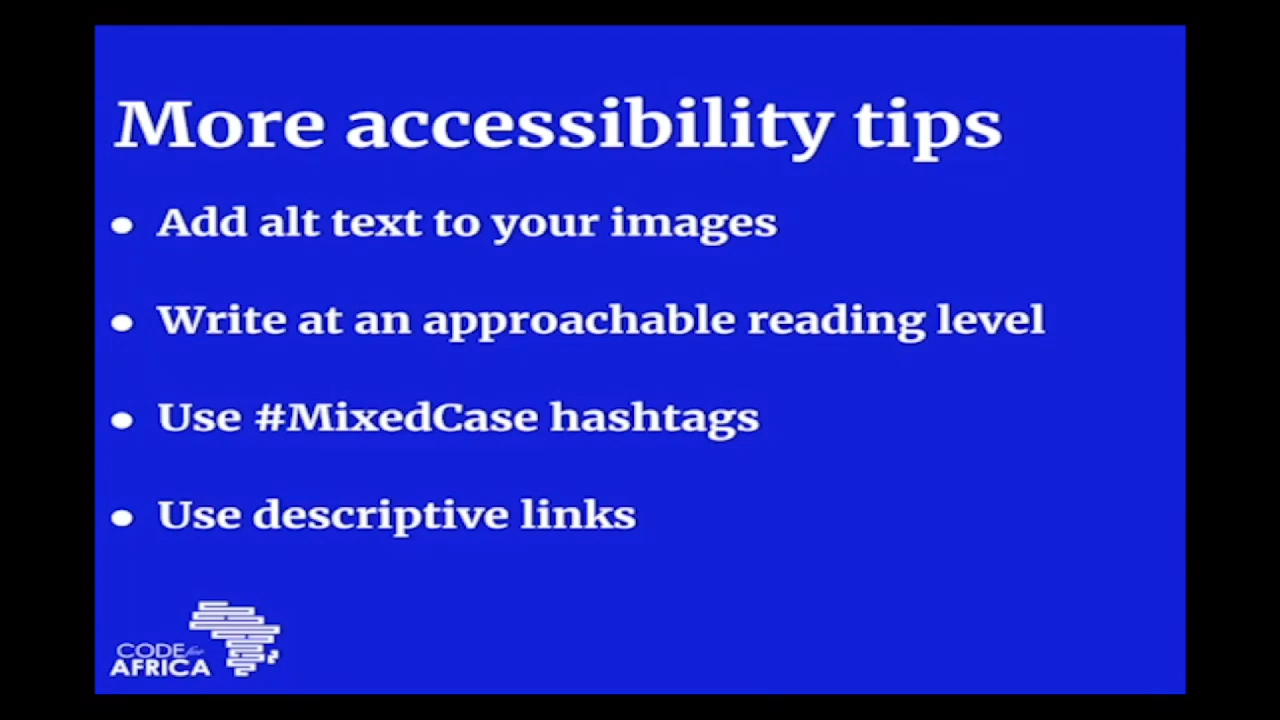 More accessibility tips
• Add alt text to your images
• Write at an approachable reading level
• Use #MixedCase hashtags
• Use descriptive links
CODE for
AFRICA